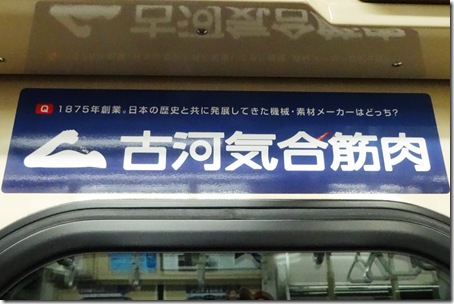 Q 1875年創業。日本の歴史と共に発展してきた機械・素材メーカーはどっち?
古河気合筋肉